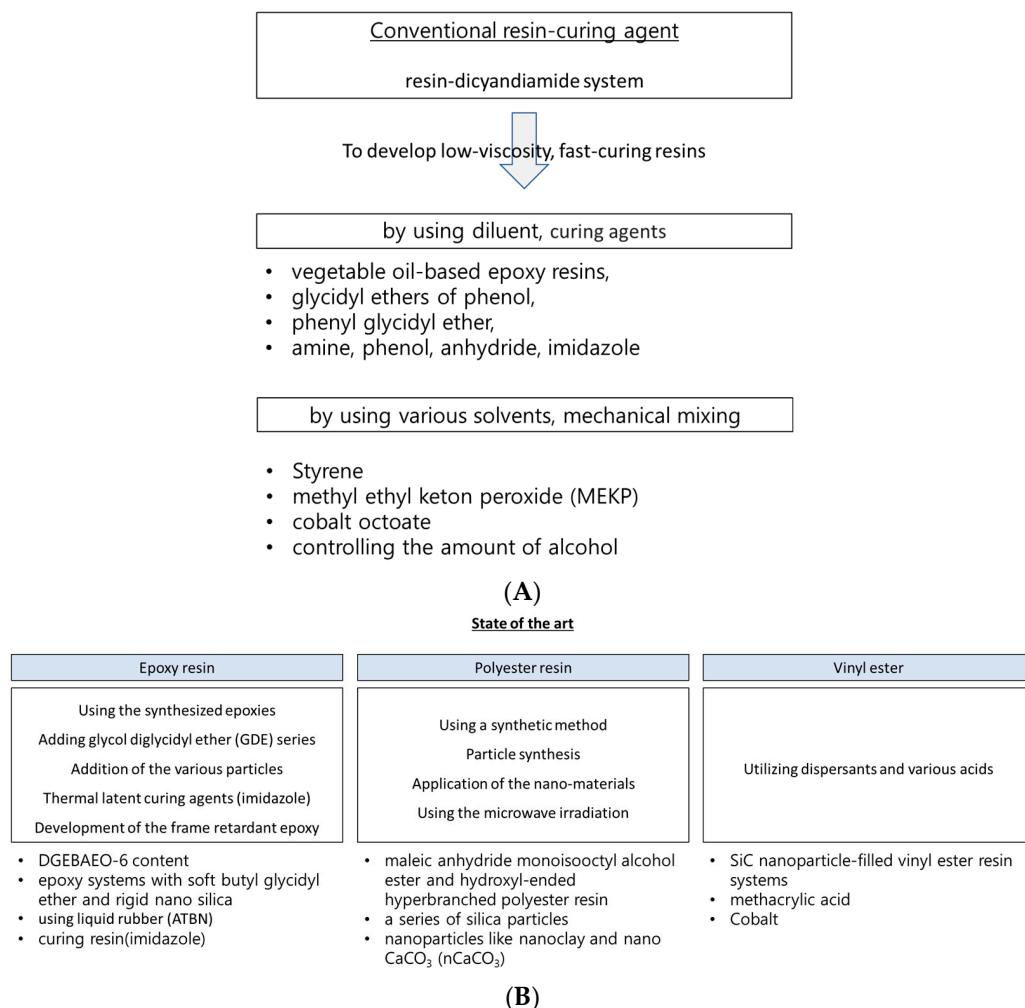 Conventional resin-curing agent
resin-dicyandiamide system
To develop low-viscosity, fast-curing resins
by using diluent, curing agents
• vegetable oil-based epoxy resins,
• glycidyl ethers of phenol,
• phenyl glycidyl ether,
• amine, phenol, anhydride, imidazole
by using various solvents, mechanical mixing
• Styrene
• methyl ethyl keton peroxide (MEKP)
• cobalt octoate
• controlling the amount of alcohol
(A)
State of the art
Epoxy resin
Using the synthesized epoxies
Adding glycol diglycidyl ether (GDE) series
Addition of the various particles
Thermal latent curing agents (imidazole)
Development of the frame retardant epoxy
• DGEBAEO-6 content
• epoxy systems with soft butyl glycidyl
ether and rigid nano silica
• using liquid rubber (ATBN)
• curing resin(imidazole)
Polyester resin
Using a synthetic method
Particle synthesis
Application of the nano-materials
Using the microwave irradiation
• maleic anhydride monoisooctyl alcohol
ester and hydroxyl-ended
hyperbranched polyester resin
• a series of silica particles
• nanoparticles like nanoclay and nano
CaCO₃ (nCaCO₃)
Vinyl ester
Utilizing dispersants and various acids
• SiC nanoparticle-filled vinyl ester resin
systems
• methacrylic acid
• Cobalt
(B)